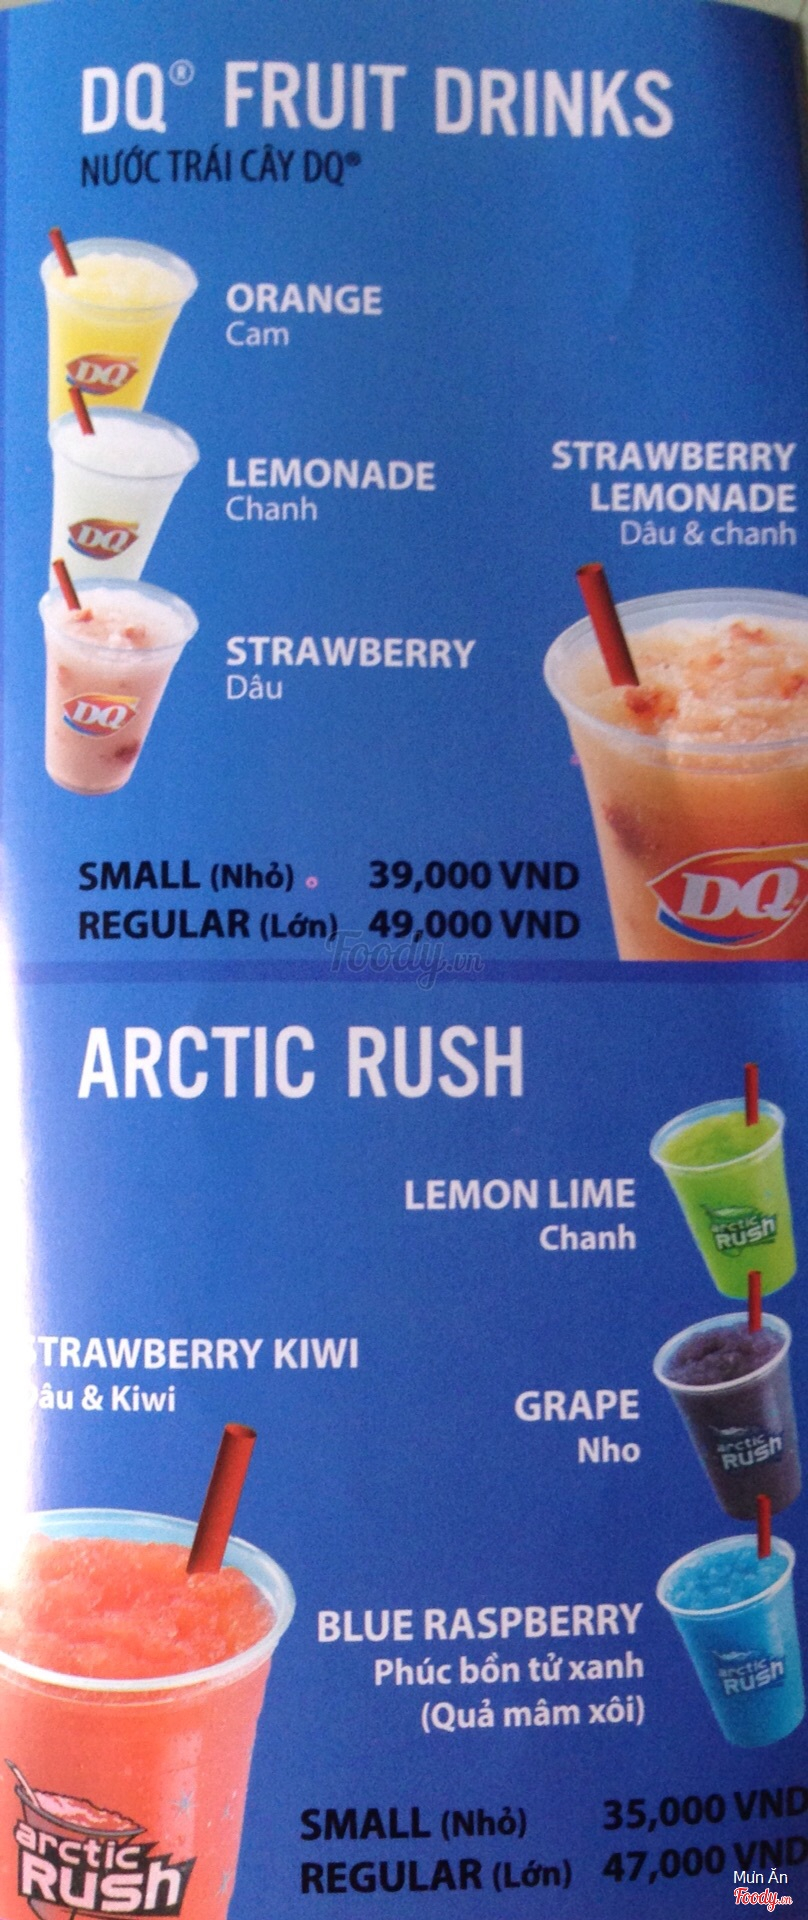 DQ® FRUIT DRINKS
NƯỚC TRÁI CÂY DQ®
ORANGE
Cam
DQ
LEMONADE
Chanh
DQ
STRAWBERRY
LEMONADE
Dâu & chanh
STRAWBERRY
Dâu
DQ
DQ
SMALL (Nhỏ) 39,000 VND
REGULAR (Lớn) 49,000 VND
Foody.vn
ARCTIC RUSH
LEMON LIME
Chanh
arctic
RUSH
STRAWBERRY KIWI
Dâu & Kiwi
GRAPE
Nho
arctic
RUSH
BLUE RASPBERRY
Phúc bồn tử xanh
(Quả mâm xôi)
arctic
RUSH
arctic
RUSH
SMALL (Nhỏ) 35,000 VND
REGULAR (Lớn) 47,000 VND
Mưn Ăn
Foody.vn